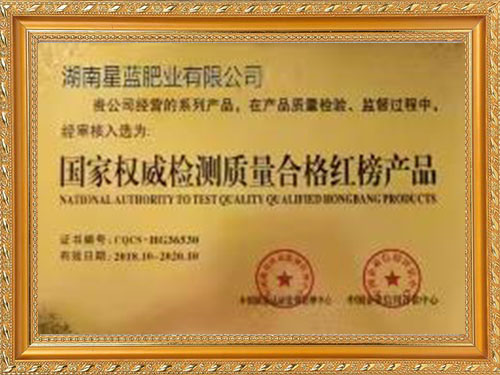 湖南星蓝肥业有限公司
贵公司经营的系列产品，在产品质量检验、监督过程中，
经审核入选为:
国家权威检测质量合格红榜产品
NATIONAL AUTHORITY TO TEST QUALITY QUALIFIED HONGBANG PRODUCTS
证书编号: CQCS-HG36530
有效日期: 2018.10-2020.10